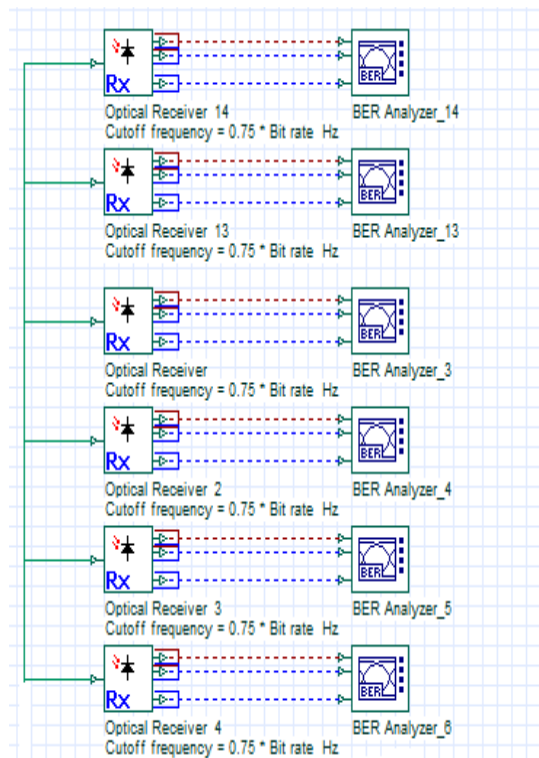 Rx
BER
Optical Receiver 14
BER Analyzer_14
Cutoff frequency = 0.75 * Bit rate Hz
Rx
BER
Optical Receiver 13
BER Analyzer_13
Cutoff frequency = 0.75 * Bit rate Hz
Rx
BER
Optical Receiver
BER Analyzer_3
Cutoff frequency = 0.75 * Bit rate Hz
Rx
BER
Optical Receiver 2
BER Analyzer_4
Cutoff frequency = 0.75 * Bit rate Hz
Rx
BER
Optical Receiver 3
BER Analyzer_5
Cutoff frequency = 0.75 * Bit rate Hz
Rx
BER
Optical Receiver 4
BER Analyzer_6
Cutoff frequency = 0.75 * Bit rate Hz